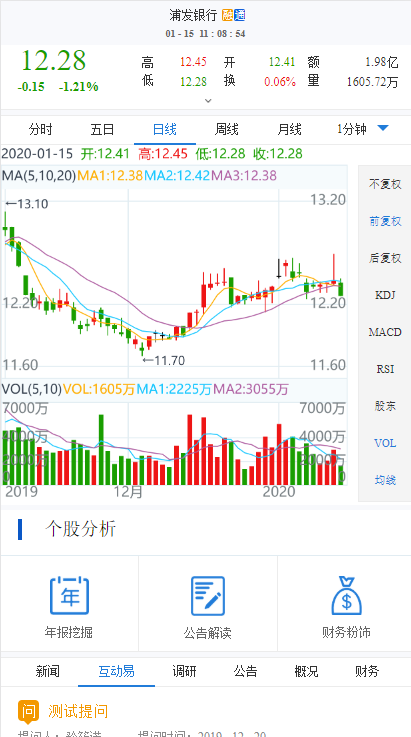 浦发银行 融 通
01 - 15 11 : 08 : 54
12.28
-0.15 -1.21%
高 12.45 开 12.41 额 1.98亿
低 12.28 换 0.06% 量 1605.72万
分时 五日 日线 周线 月线 1分钟
2020-01-15 开:12.41 高:12.45 低:12.28 收:12.28
MA(5,10,20) MA1:12.38 MA2:12.42 MA3:12.38
←13.10
13.20
12.20
12.20
11.60
←11.70
11.60
VOL(5,10) VOL:1605万 MA1:2225万 MA2:3055万
7000万
7000万
4000万
2000万
0
2019 12月 2020
不复权
前复权
后复权
KDJ
MACD
RSI
股东
VOL
均线
个股分析
年
年报挖掘 公告解读 财务粉饰
新闻 互动易 调研 公告 概况 财务
问 测试提问
提问时间：2019 - 12 - 20